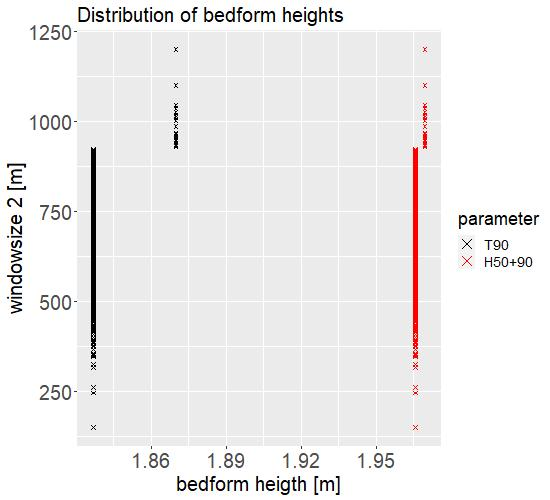 Distribution of bedform heights
1250
1000
750
500
250
windowsize 2 [m]
1.86 1.89 1.92 1.95
bedform heigth [m]
parameter
T90
H50+90